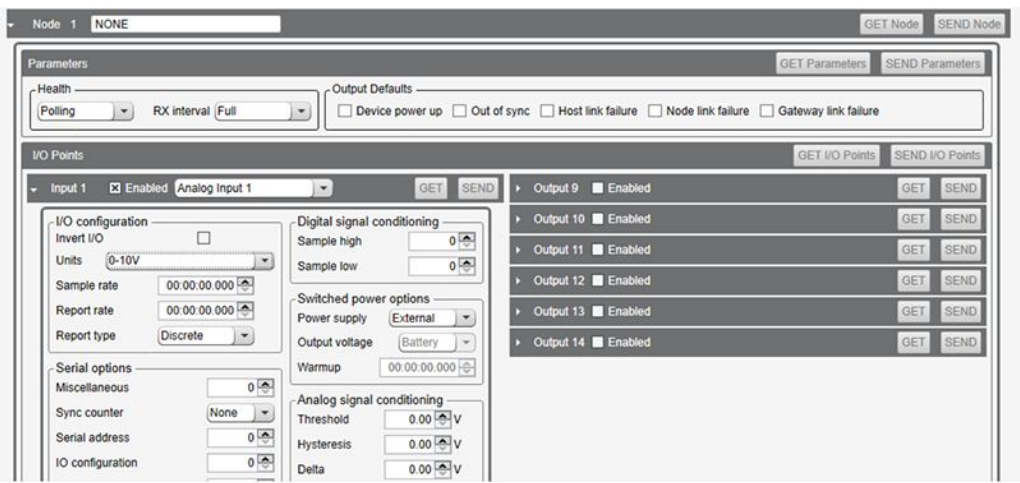 Node 1 NONE GET Node SEND Node
Parameters GET Parameters SEND Parameters
Health
Polling RX interval Full
Output Defaults
Device power up Out of sync Host link failure Node link failure Gateway link failure
I/O Points GET I/O Points SEND I/O Points
Input 1 Enabled Analog Input 1 GET SEND
I/O configuration
Invert I/O
Units 0-10V
Sample rate 00:00:00.000
Report rate 00:00:00.000
Report type Discrete
Serial options
Miscellaneous 0
Sync counter None
Serial address 0
IO configuration 0
Digital signal conditioning
Sample high 0
Sample low 0
Switched power options
Power supply External
Output voltage Battery
Warmup 00:00:00.000
Analog signal conditioning
Threshold 0.00 V
Hysteresis 0.00 V
Delta 0.00 V
Output 9 Enabled GET SEND
Output 10 Enabled GET SEND
Output 11 Enabled GET SEND
Output 12 Enabled GET SEND
Output 13 Enabled GET SEND
Output 14 Enabled GET SEND